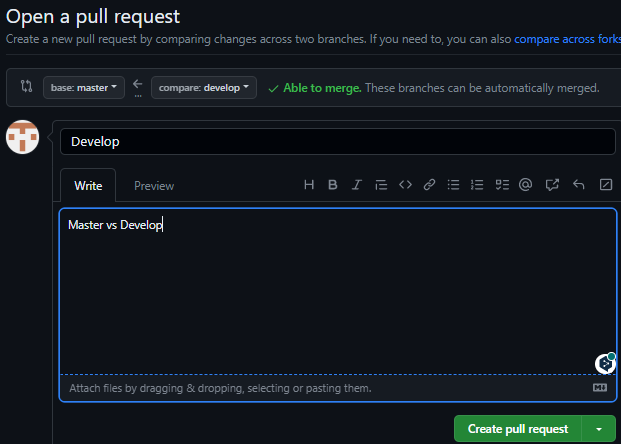 Open a pull request
Create a new pull request by comparing changes across two branches. If you need to, you can also compare across forks
base: master
compare: develop
Able to merge. These branches can be automatically merged.
Develop
Write Preview
Master vs Develop
Attach files by dragging & dropping, selecting or pasting them.
Create pull request